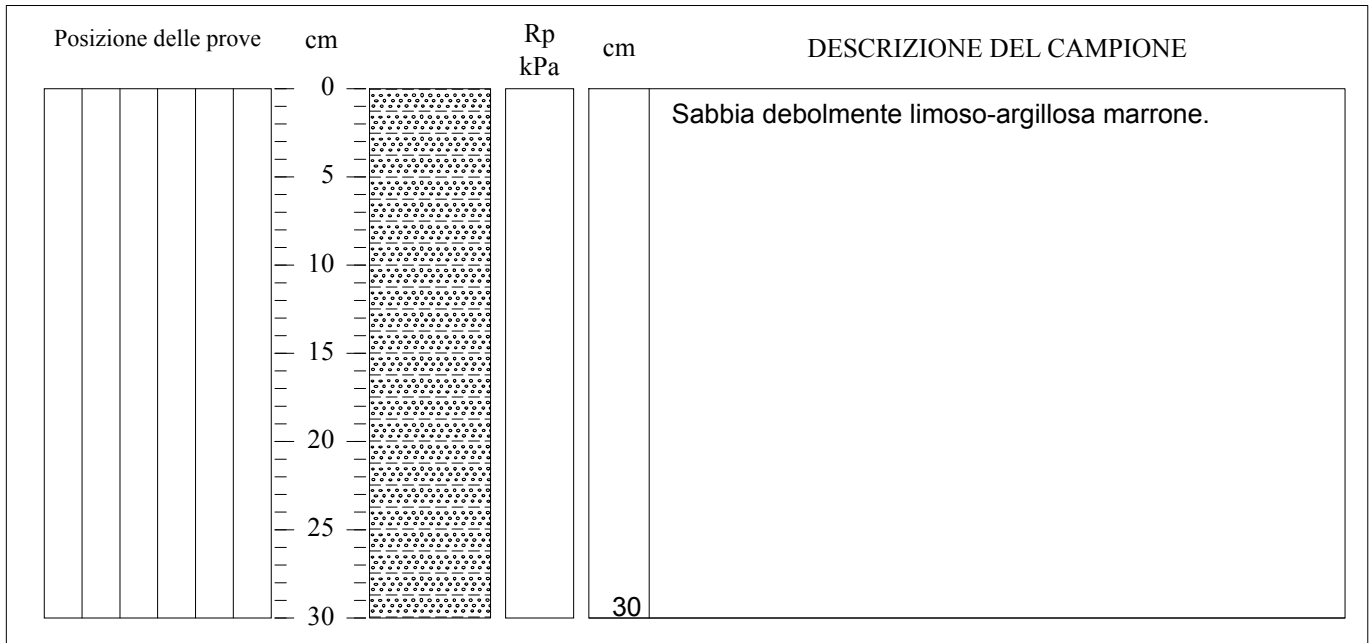 Posizione delle prove
cm
Rp
kPa
cm
DESCRIZIONE DEL CAMPIONE
0
5
10
15
20
25
30
30
Sabbia debolmente limoso-argillosa marrone.